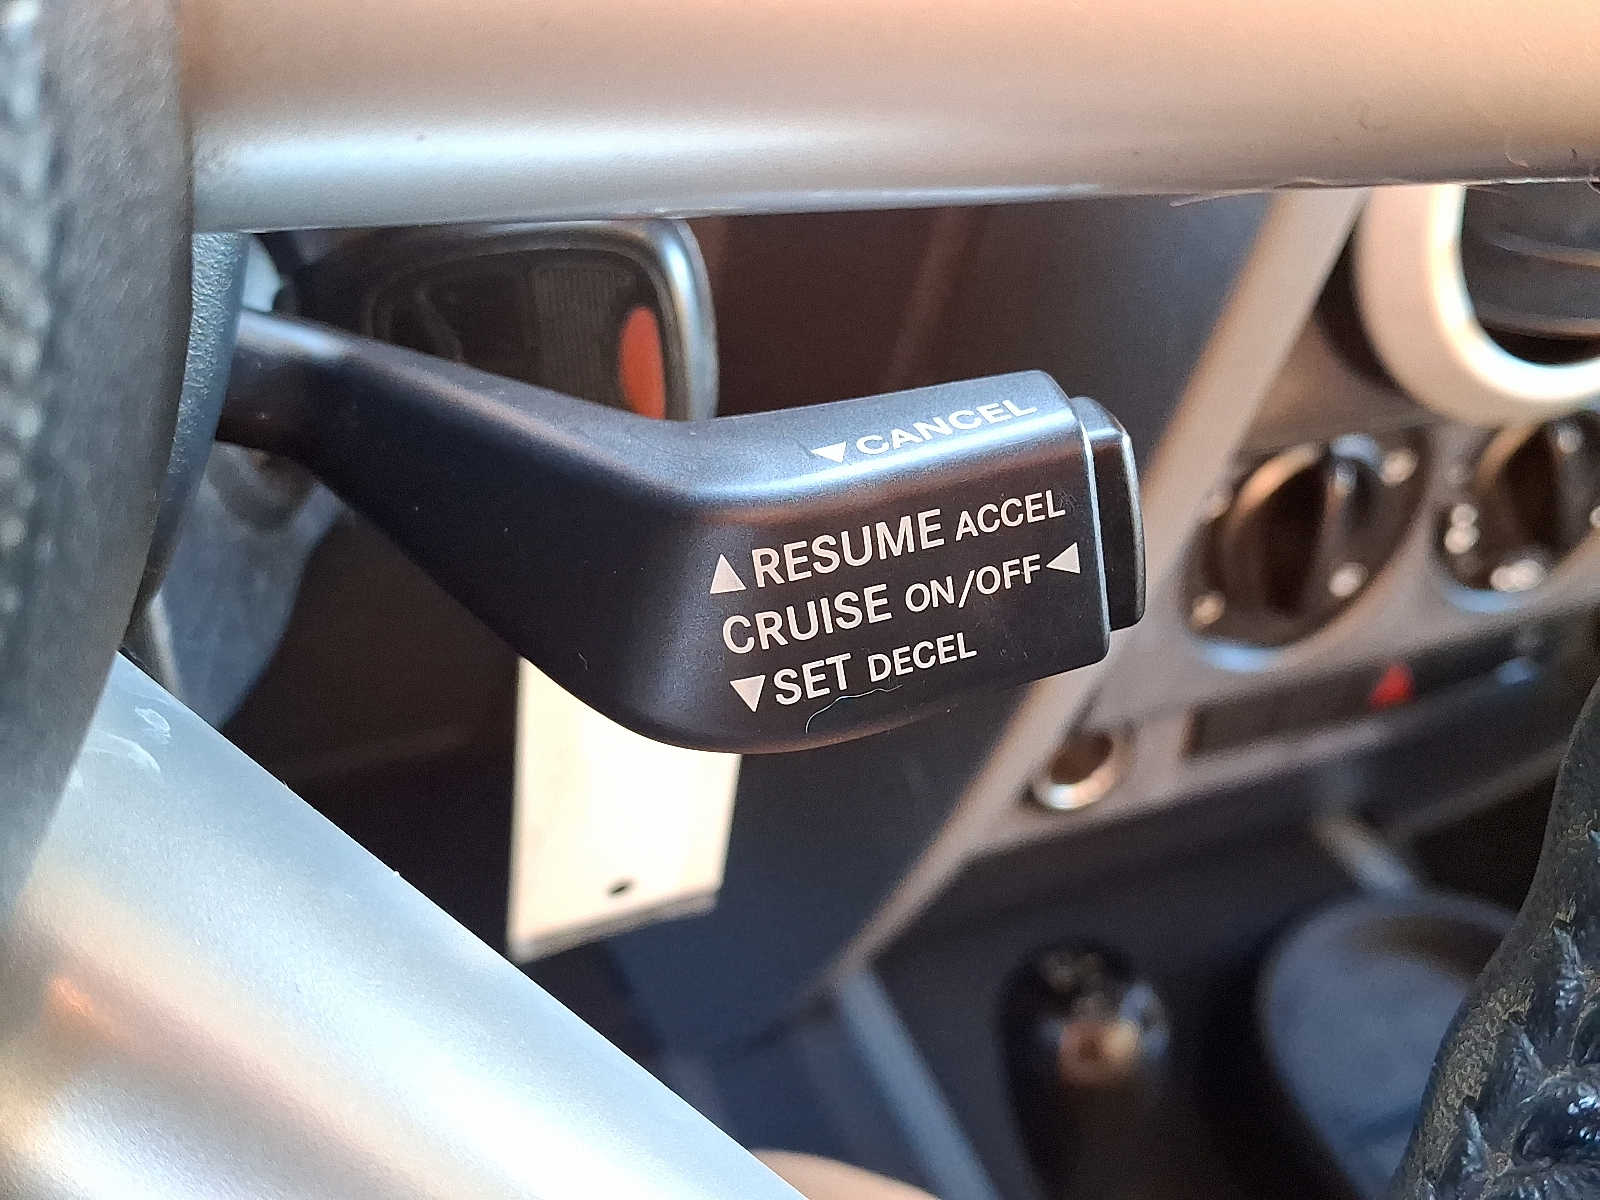 ▼CANCEL
▲RESUME ACCEL
CRUISE ON/OFF◀
▼SET DECEL